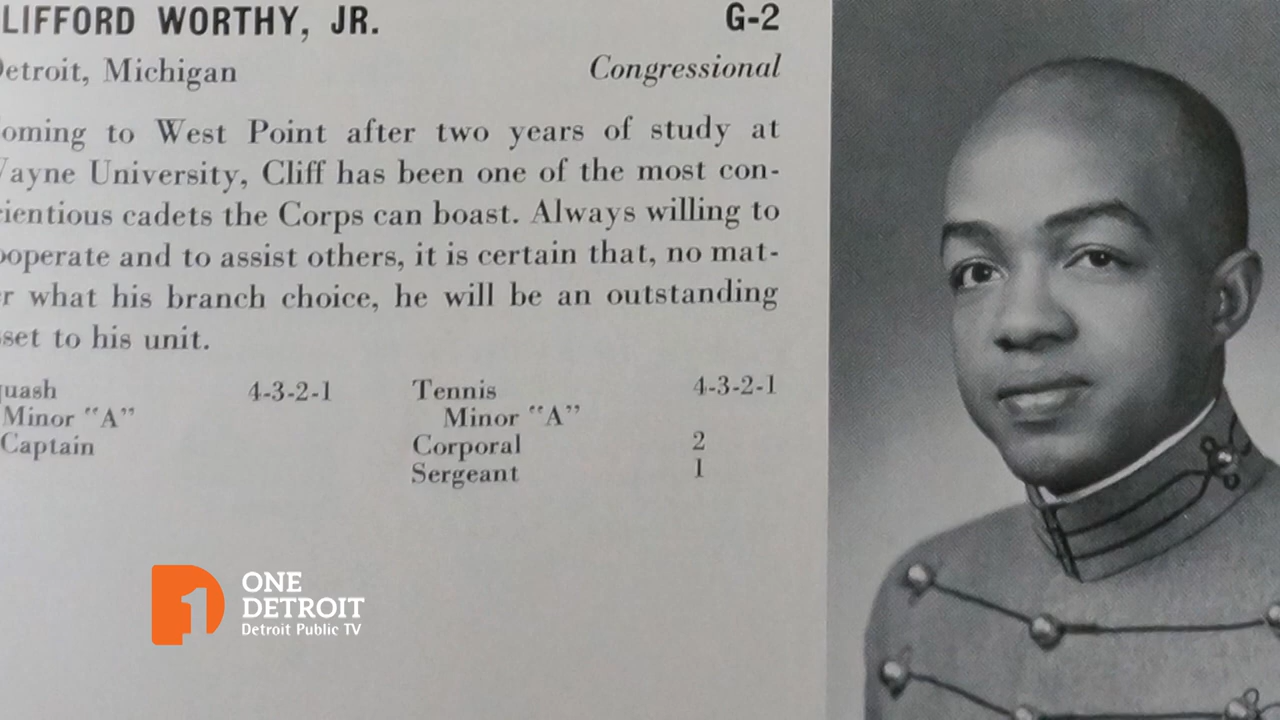 LIFFORD WORTHY, JR. G-2
Detroit, Michigan Congressional
oming to West Point after two years of study at
Wayne University, Cliff has been one of the most con-
cientious cadets the Corps can boast. Always willing to
ooperate and to assist others, it is certain that, no mat-
r what his branch choice, he will be an outstanding
set to his unit.
quash 4-3-2-1 Tennis 4-3-2-1
Minor “A” Minor “A”
Captain Corporal 2
Sergeant 1
1
ONE
DETROIT
Detroit Public TV